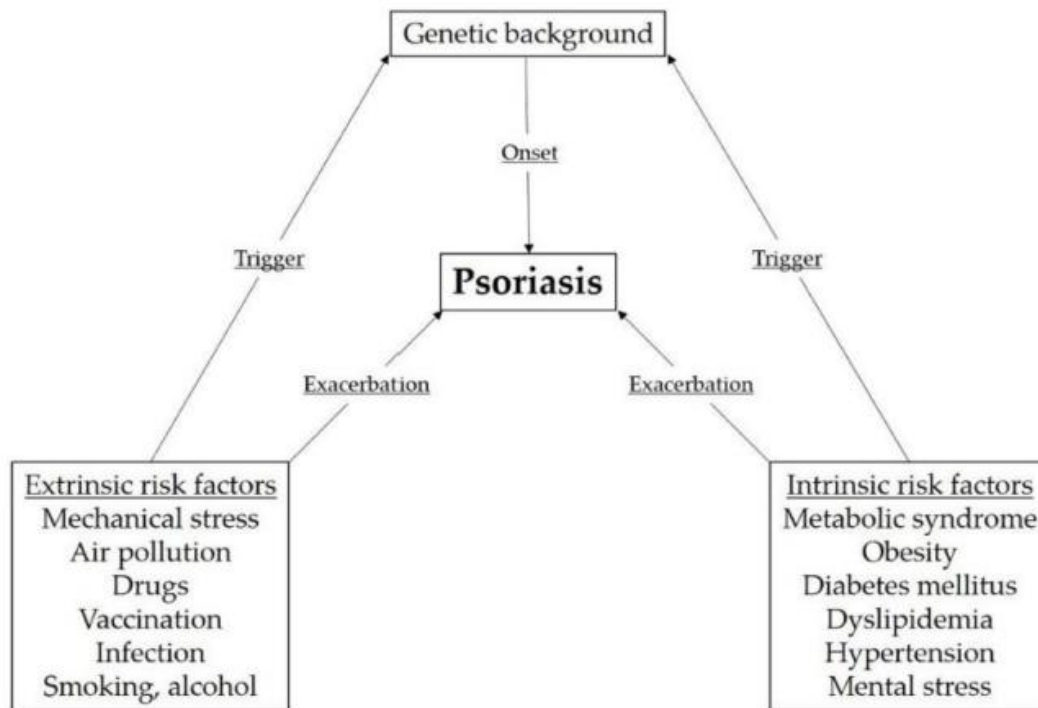 Genetic background
Onset
Trigger
Trigger
Psoriasis
Exacerbation
Exacerbation
Extrinsic risk factors
Mechanical stress
Air pollution
Drugs
Vaccination
Infection
Smoking, alcohol
Intrinsic risk factors
Metabolic syndrome
Obesity
Diabetes mellitus
Dyslipidemia
Hypertension
Mental stress